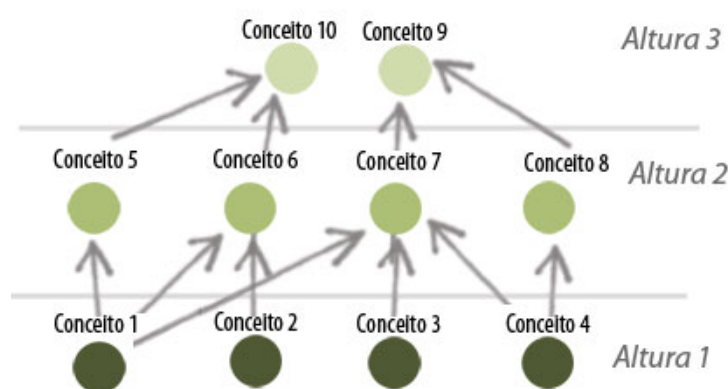 Conceito 10
Conceito 9
Altura 3
Conceito 5
Conceito 6
Conceito 7
Conceito 8
Altura 2
Conceito 1
Conceito 2
Conceito 3
Conceito 4
Altura 1